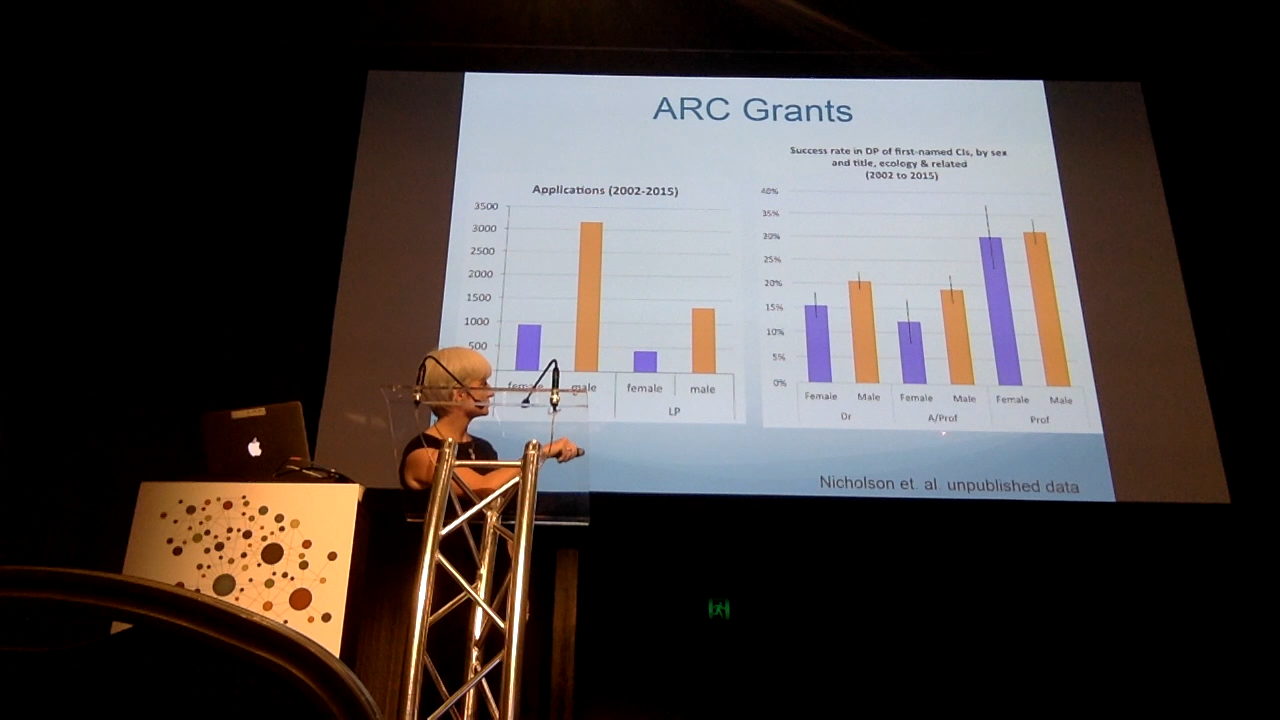 ARC Grants
Applications (2002-2015)
3500
3000
2500
2000
1500
1000
500
female
male
female
male
LP
Success rate in DP of first-named CIs, by sex
and title, ecology & related
(2002 to 2015)
40%
35%
30%
25%
20%
15%
10%
5%
0%
Female
Male
Female
Male
Female
Male
Dr
A/Prof
Prof
Nicholson et. al. unpublished data